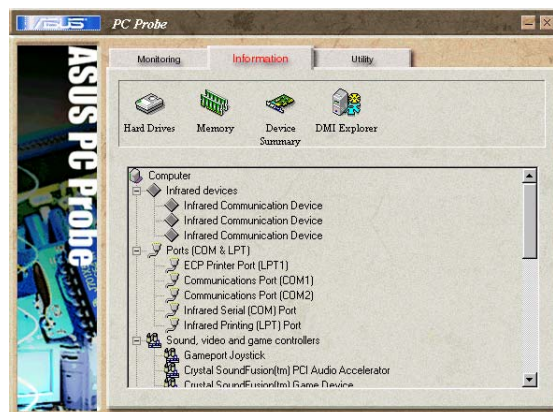 ASUS PC Probe
Monitoring Information Utility
Hard Drives Memory Device Summary DMI Explorer
ASUS PC Probe
Computer
Infrared devices
Infrared Communication Device
Infrared Communication Device
Infrared Communication Device
Ports (COM & LPT)
ECP Printer Port (LPT1)
Communications Port (COM1)
Communications Port (COM2)
Infrared Serial (COM) Port
Infrared Printing (LPT) Port
Sound, video and game controllers
Gameport Joystick
Crystal SoundFusion(tm) PCI Audio Accelerator
Crystal SoundFusion(tm) Game Device